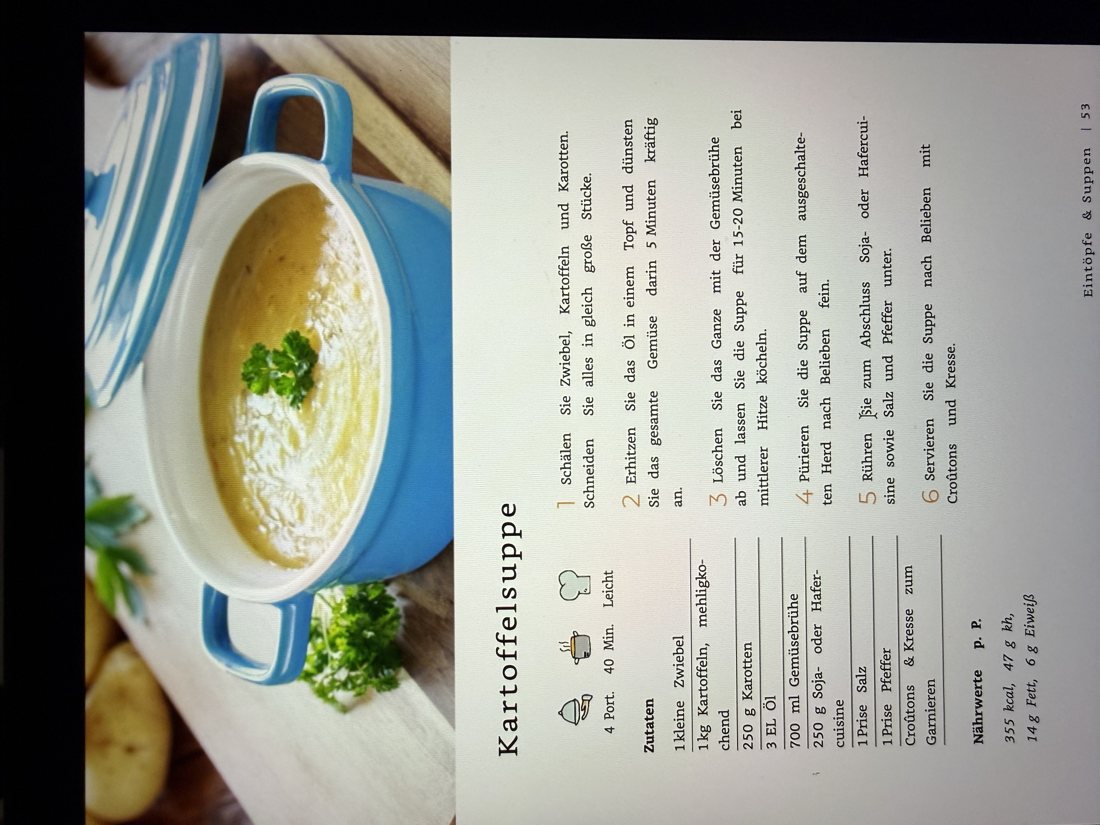 Kartoffelsuppe
4 Port. 40 Min. Leicht
Zutaten
1 kleine Zwiebel
1 kg Kartoffeln, mehligko-
chend
250 g Karotten
3 EL Öl
700 ml Gemüsebrühe
250 g Soja- oder Hafer-
cuisine
1 Prise Salz
1 Prise Pfeffer
Croûtons & Kresse zum
Garnieren
Nährwerte p. P.
355 kcal, 47 g kh,
14 g Fett, 6 g Eiweiß
1 Schälen Sie Zwiebel, Kartoffeln und Karotten.
Schneiden Sie alles in gleich große Stücke.
2 Erhitzen Sie das Öl in einem Topf und dünsten
Sie das gesamte Gemüse darin 5 Minuten kräftig
an.
3 Löschen Sie das Ganze mit der Gemüsebrühe
ab und lassen Sie die Suppe für 15-20 Minuten bei
mittlerer Hitze köcheln.
4 Pürieren Sie die Suppe auf dem ausgeschalte-
ten Herd nach Belieben fein.
5 Rühren Sie zum Abschluss Soja- oder Hafercui-
sine sowie Salz und Pfeffer unter.
6 Servieren Sie die Suppe nach Belieben mit
Croûtons und Kresse.
Eintöpfe & Suppen | 53